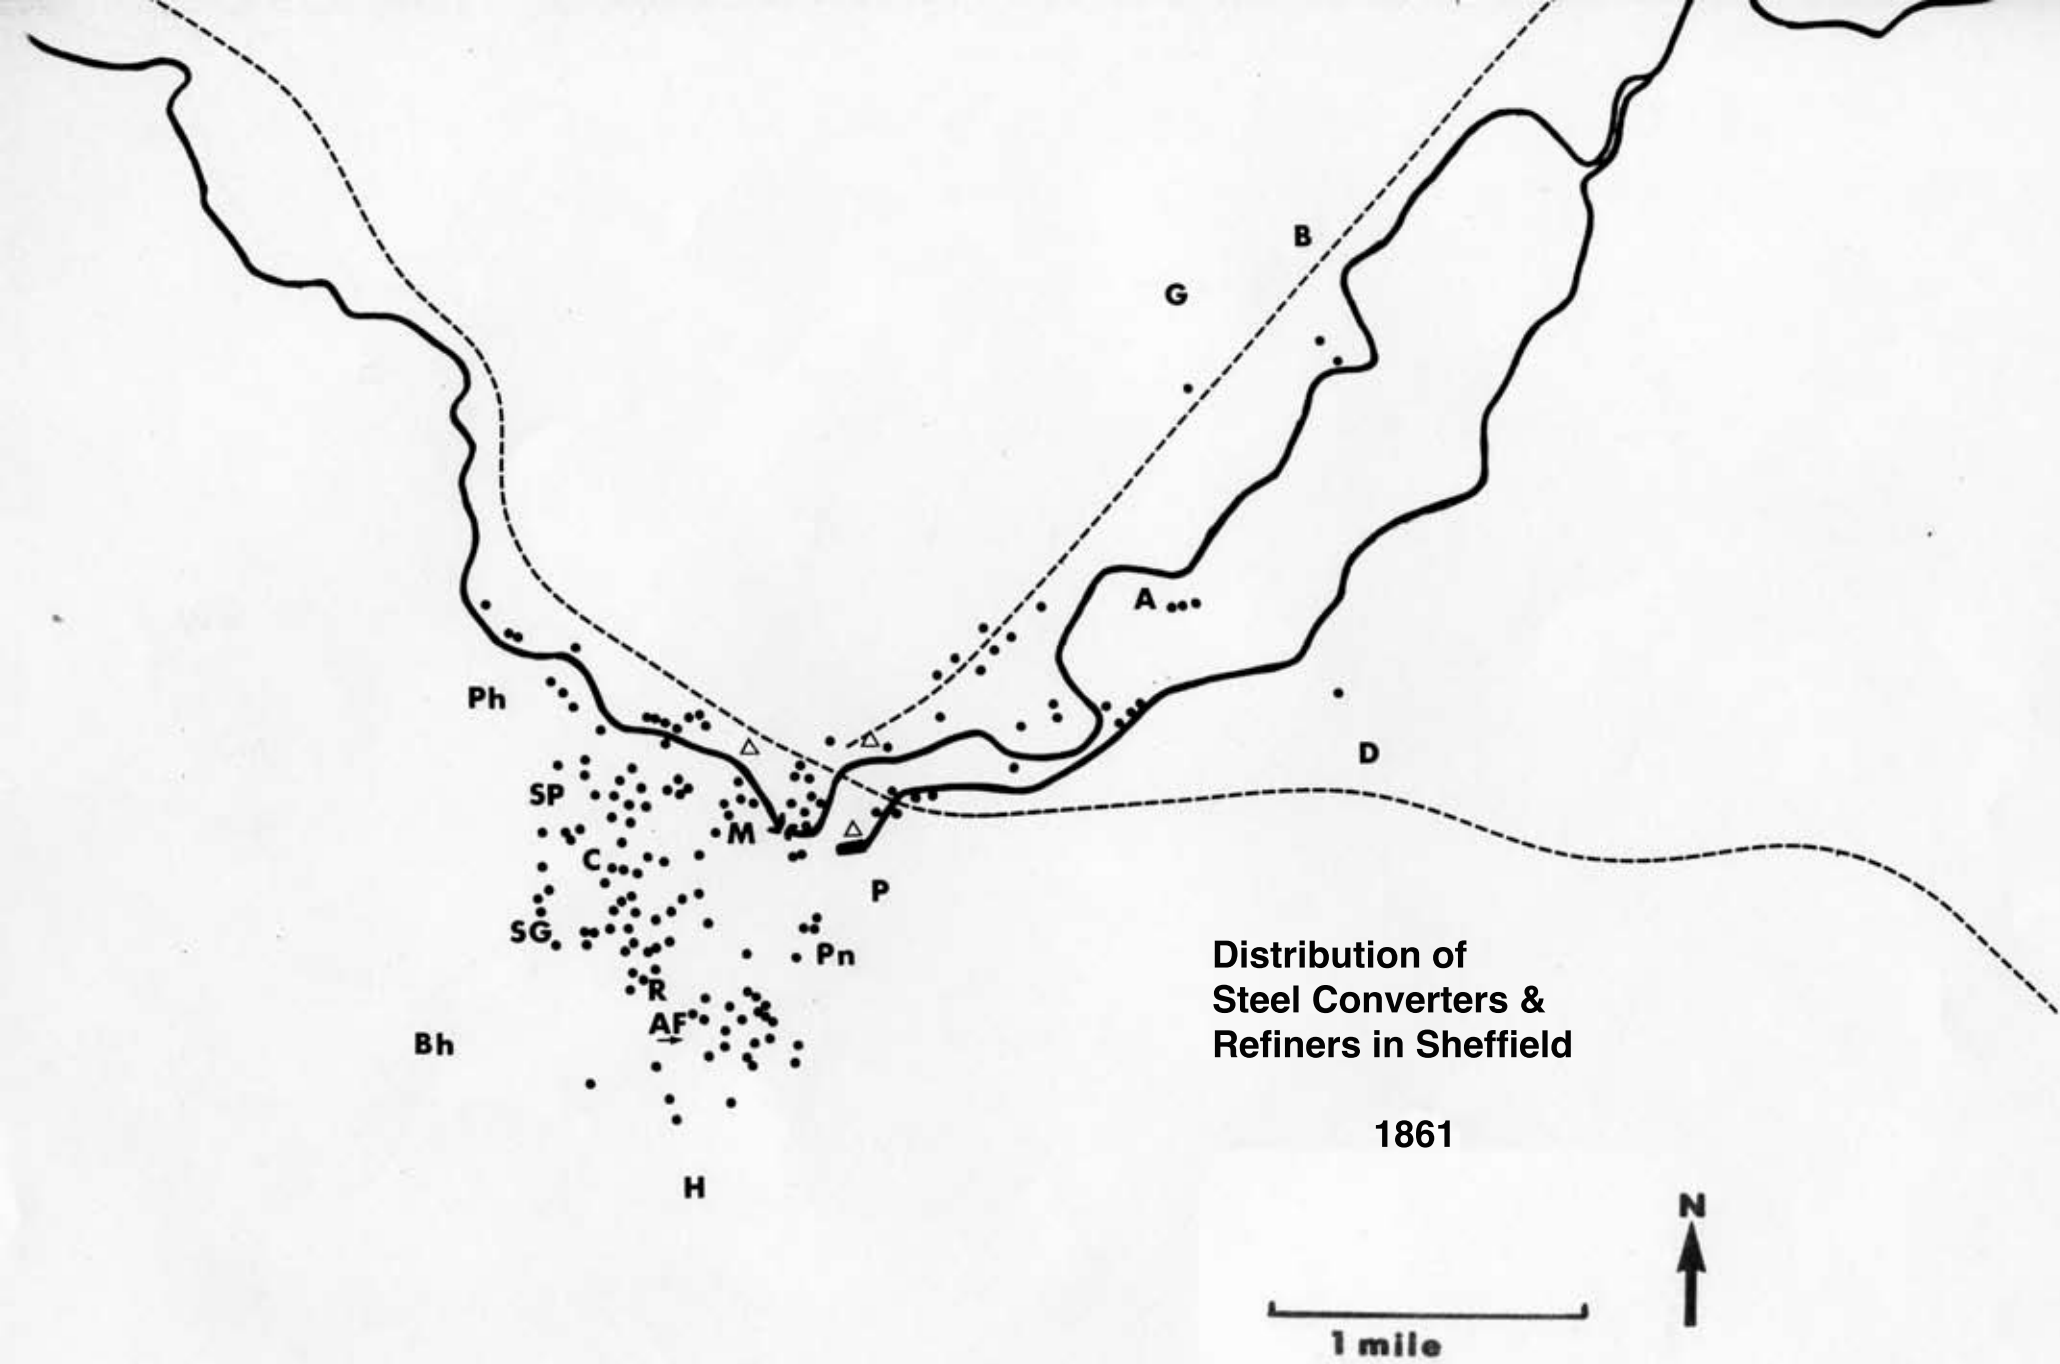 B
G
A
Ph
D
SP
M
C
P
SG
Pn
R
AF
Bh
H
Distribution of
Steel Converters &
Refiners in Sheffield
1861
N
1 mile